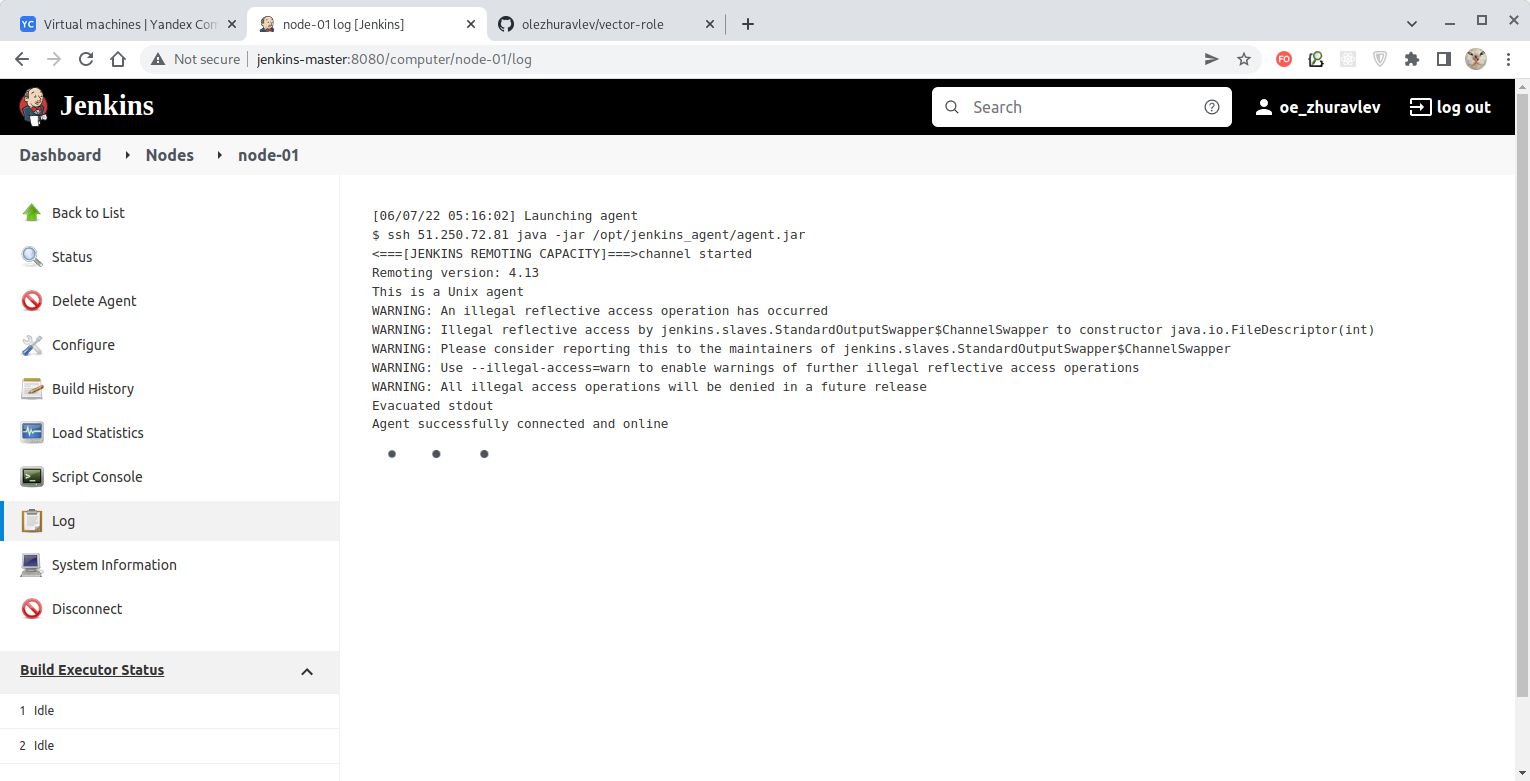 YC Virtual machines | Yandex Com
node-01 log [Jenkins]
olezhuravlev/vector-role
Not secure
jenkins-master:8080/computer/node-01/log
FO
Jenkins
Search
oe_zhuravlev
log out
Dashboard
Nodes
node-01
Back to List
Status
Delete Agent
Configure
Build History
Load Statistics
Script Console
Log
System Information
Disconnect
Build Executor Status
1 Idle
2 Idle
[06/07/22 05:16:02] Launching agent
$ ssh 51.250.72.81 java -jar /opt/jenkins_agent/agent.jar
<===[JENKINS REMOTING CAPACITY]===>channel started
Remoting version: 4.13
This is a Unix agent
WARNING: An illegal reflective access operation has occurred
WARNING: Illegal reflective access by jenkins.slaves.StandardOutputSwapper$ChannelSwapper to constructor java.io.FileDescriptor(int)
WARNING: Please consider reporting this to the maintainers of jenkins.slaves.StandardOutputSwapper$ChannelSwapper
WARNING: Use --illegal-access=warn to enable warnings of further illegal reflective access operations
WARNING: All illegal access operations will be denied in a future release
Evacuated stdout
Agent successfully connected and online